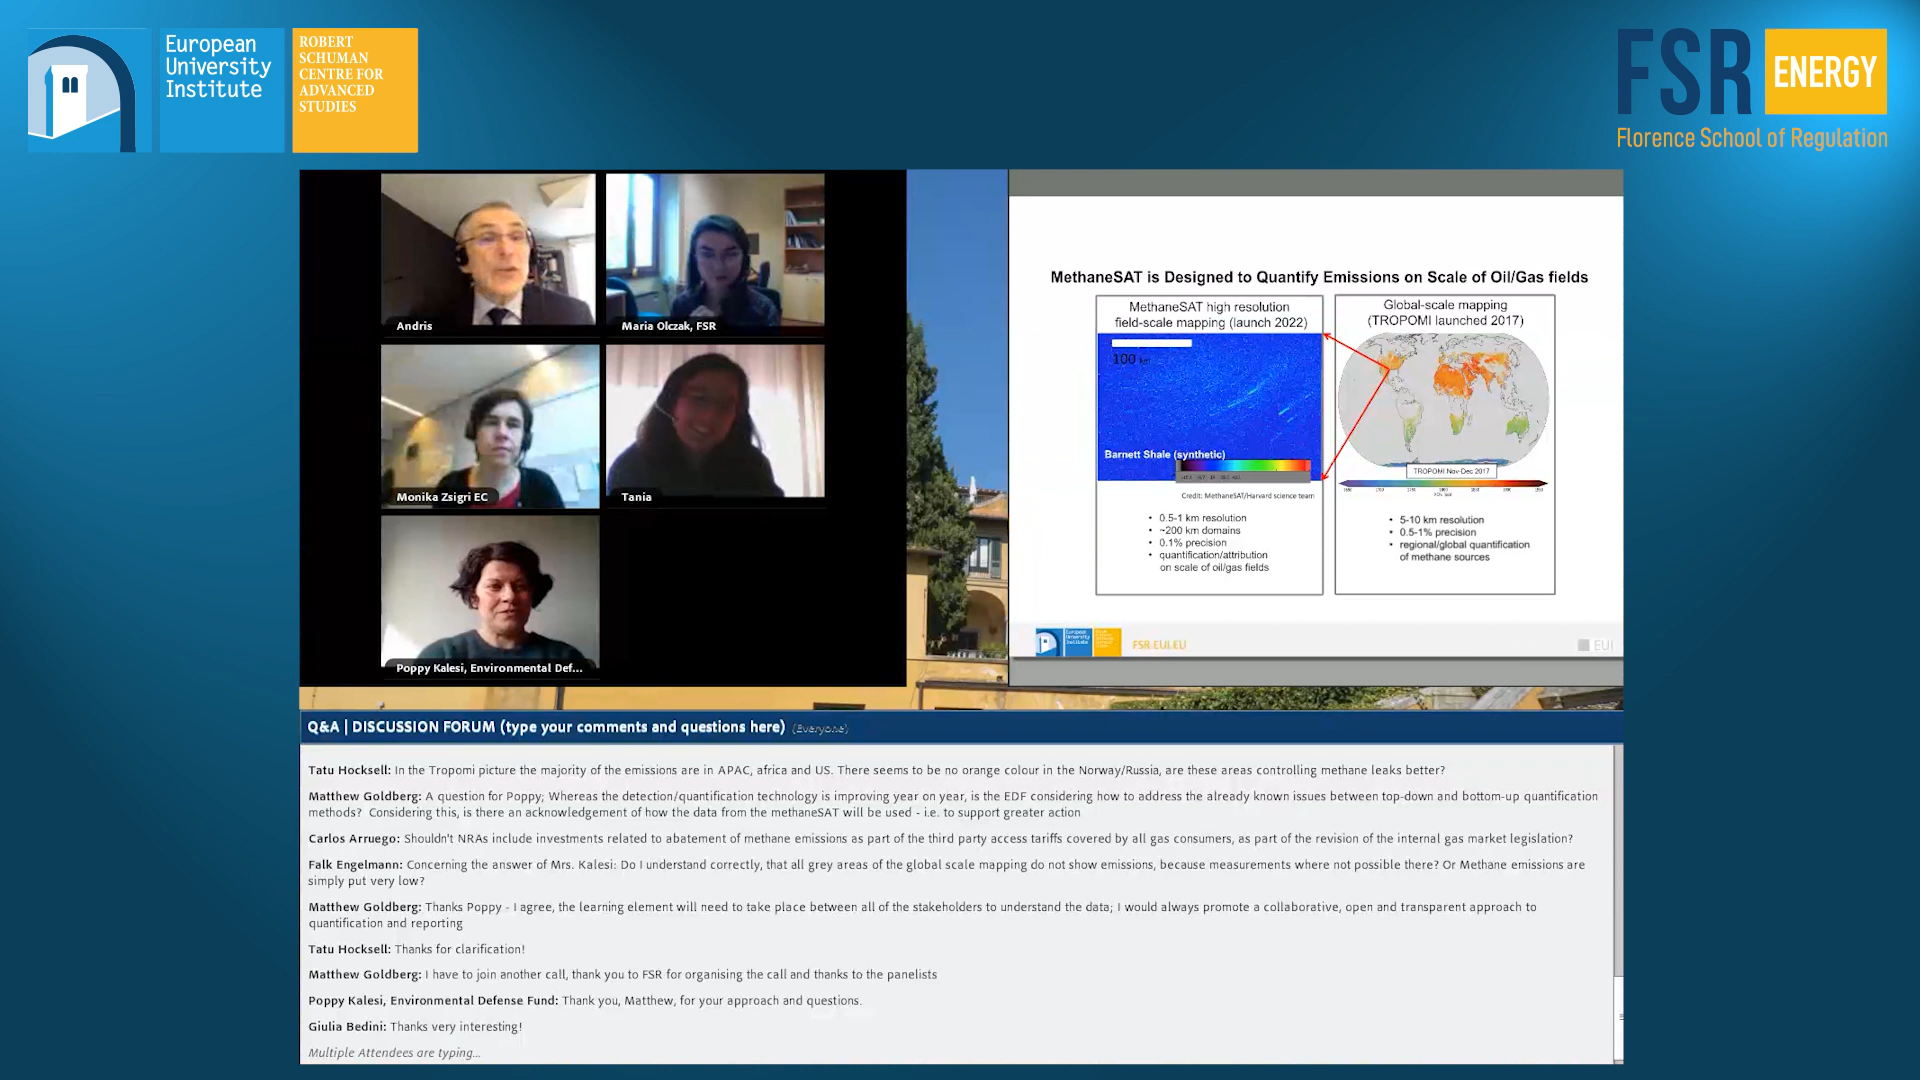 European
University
Institute
ROBERT
SCHUMAN
CENTRE FOR
ADVANCED
STUDIES
FSR ENERGY
Florence School of Regulation
Andris
Maria Olczak, FSR
Monika Zsigri EC
Tania
Poppy Kalesi, Environmental Def...
MethaneSAT is Designed to Quantify Emissions on Scale of Oil/Gas fields
MethaneSAT high resolution
field-scale mapping (launch 2022)
100 km
Barnett Shale (synthetic)
Credit: MethaneSAT/Harvard science team
• 0.5-1 km resolution
• ~200 km domains
• 0.1% precision
• quantification/attribution
on scale of oil/gas fields
Global-scale mapping
(TROPOMI launched 2017)
TROPOMI Nov-Dec 2017
• 5-10 km resolution
• 0.5-1% precision
• regional/global quantification
of methane sources
European
University
Institute
FSR.EUI.EU
EUI
Q&A | DISCUSSION FORUM (type your comments and questions here) (Everyone)
Tatu Hocksell: In the Tropomi picture the majority of the emissions are in APAC, africa and US. There seems to be no orange colour in the Norway/Russia, are these areas controlling methane leaks better?
Matthew Goldberg: A question for Poppy; Whereas the detection/quantification technology is improving year on year, is the EDF considering how to address the already known issues between top-down and bottom-up quantification
methods? Considering this, is there an acknowledgement of how the data from the methaneSAT will be used - i.e. to support greater action
Carlos Arruego: Shouldn't NRAs include investments related to abatement of methane emissions as part of the third party access tariffs covered by all gas consumers, as part of the revision of the internal gas market legislation?
Falk Engelmann: Concerning the answer of Mrs. Kalesi: Do I understand correctly, that all grey areas of the global scale mapping do not show emissions, because measurements where not possible there? Or Methane emissions are
simply put very low?
Matthew Goldberg: Thanks Poppy - I agree, the learning element will need to take place between all of the stakeholders to understand the data; I would always promote a collaborative, open and transparent approach to
quantification and reporting
Tatu Hocksell: Thanks for clarification!
Matthew Goldberg: I have to join another call, thank you to FSR for organising the call and thanks to the panelists
Poppy Kalesi, Environmental Defense Fund: Thank you, Matthew, for your approach and questions.
Giulia Bedini: Thanks very interesting!
Multiple Attendees are typing...